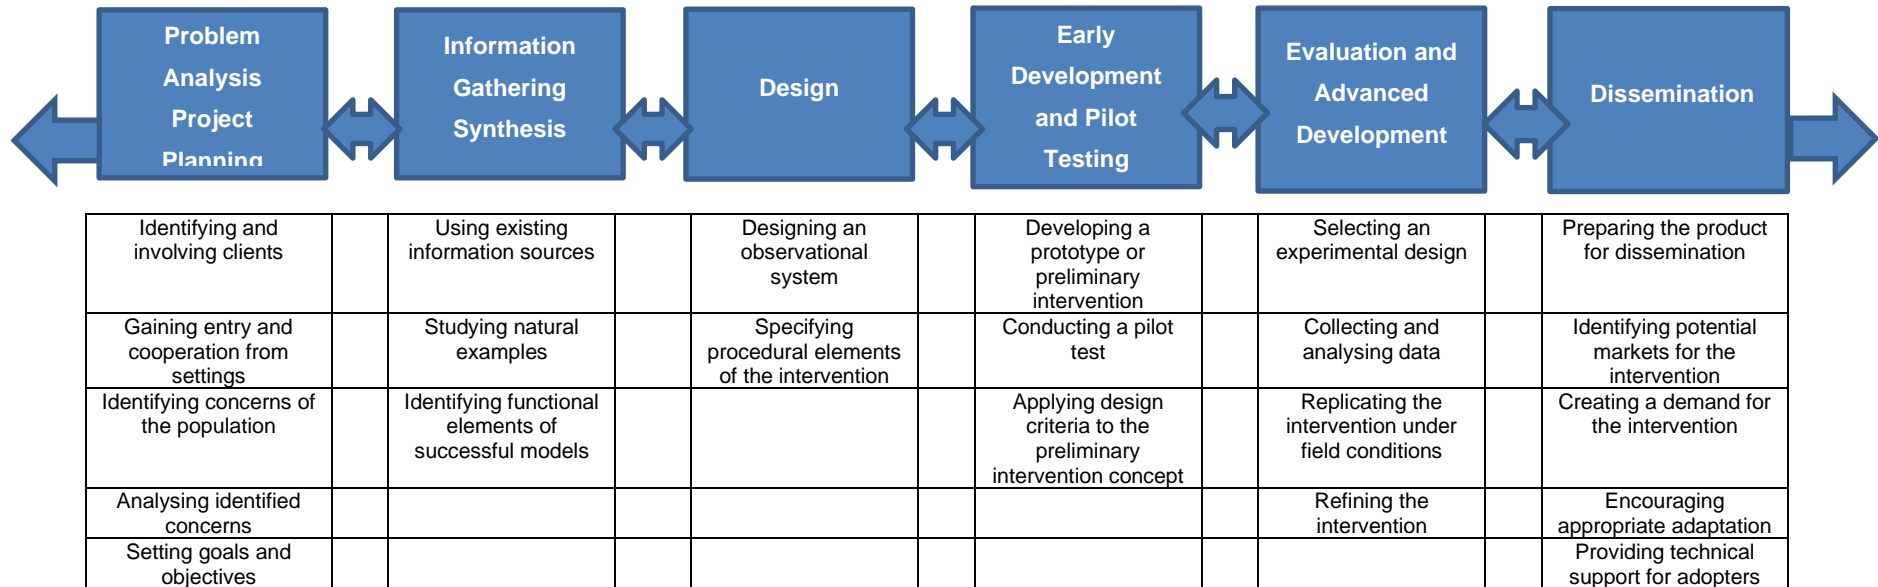 Problem
Analysis
Project
Planning
Information
Gathering
Synthesis
Design
Early
Development
and Pilot
Testing
Evaluation and
Advanced
Development
Dissemination
Identifying and
involving clients
Using existing
information sources
Designing an
observational
system
Developing a
prototype or
preliminary
intervention
Selecting an
experimental design
Preparing the product
for dissemination
Gaining entry and
cooperation from
settings
Studying natural
examples
Specifying
procedural elements
of the intervention
Conducting a pilot
test
Collecting and
analysing data
Identifying potential
markets for the
intervention
Identifying concerns of
the population
Identifying functional
elements of
successful models
Applying design
criteria to the
preliminary
intervention concept
Replicating the
intervention under
field conditions
Creating a demand for
the intervention
Analysing identified
concerns
Refining the
intervention
Encouraging
appropriate adaptation
Setting goals and
objectives
Providing technical
support for adopters